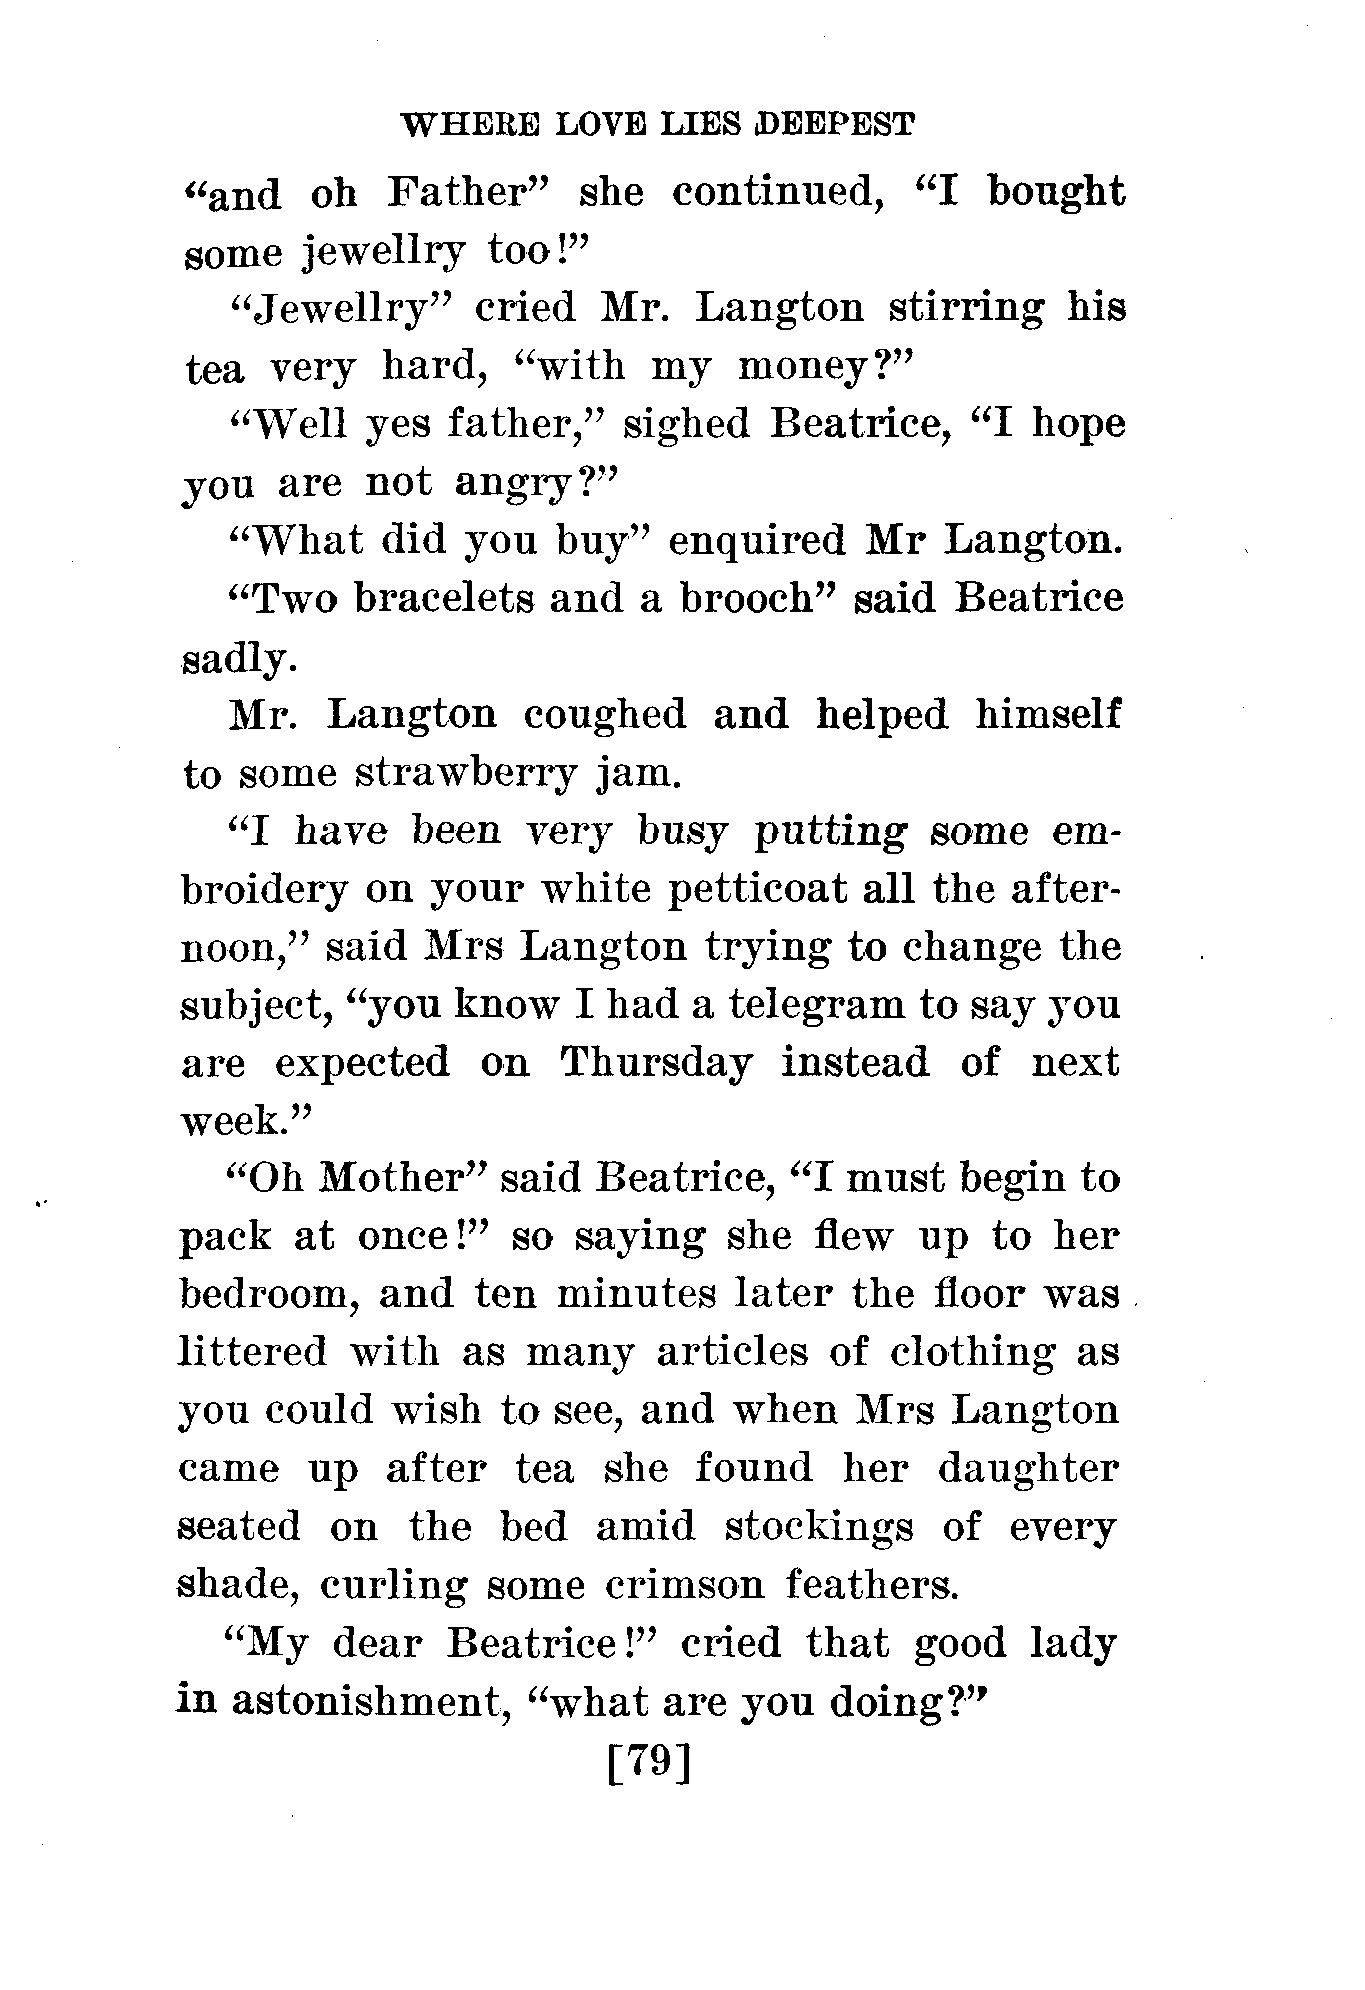 WHERE LOVE LIES DEEPEST
“and oh Father” she continued, “I bought
some jewellry too!”
“Jewellry” cried Mr. Langton stirring his
tea very hard, “with my money?”
“Well yes father,” sighed Beatrice, “I hope
you are not angry?”
“What did you buy” enquired Mr Langton.
“Two bracelets and a brooch” said Beatrice
sadly.
Mr. Langton coughed and helped himself
to some strawberry jam.
“I have been very busy putting some em-
broidery on your white petticoat all the after-
noon,” said Mrs Langton trying to change the
subject, “you know I had a telegram to say you
are expected on Thursday instead of next
week.”
“Oh Mother” said Beatrice, “I must begin to
pack at once!” so saying she flew up to her
bedroom, and ten minutes later the floor was
littered with as many articles of clothing as
you could wish to see, and when Mrs Langton
came up after tea she found her daughter
seated on the bed amid stockings of every
shade, curling some crimson feathers.
“My dear Beatrice!” cried that good lady
in astonishment, “what are you doing?”
[79]